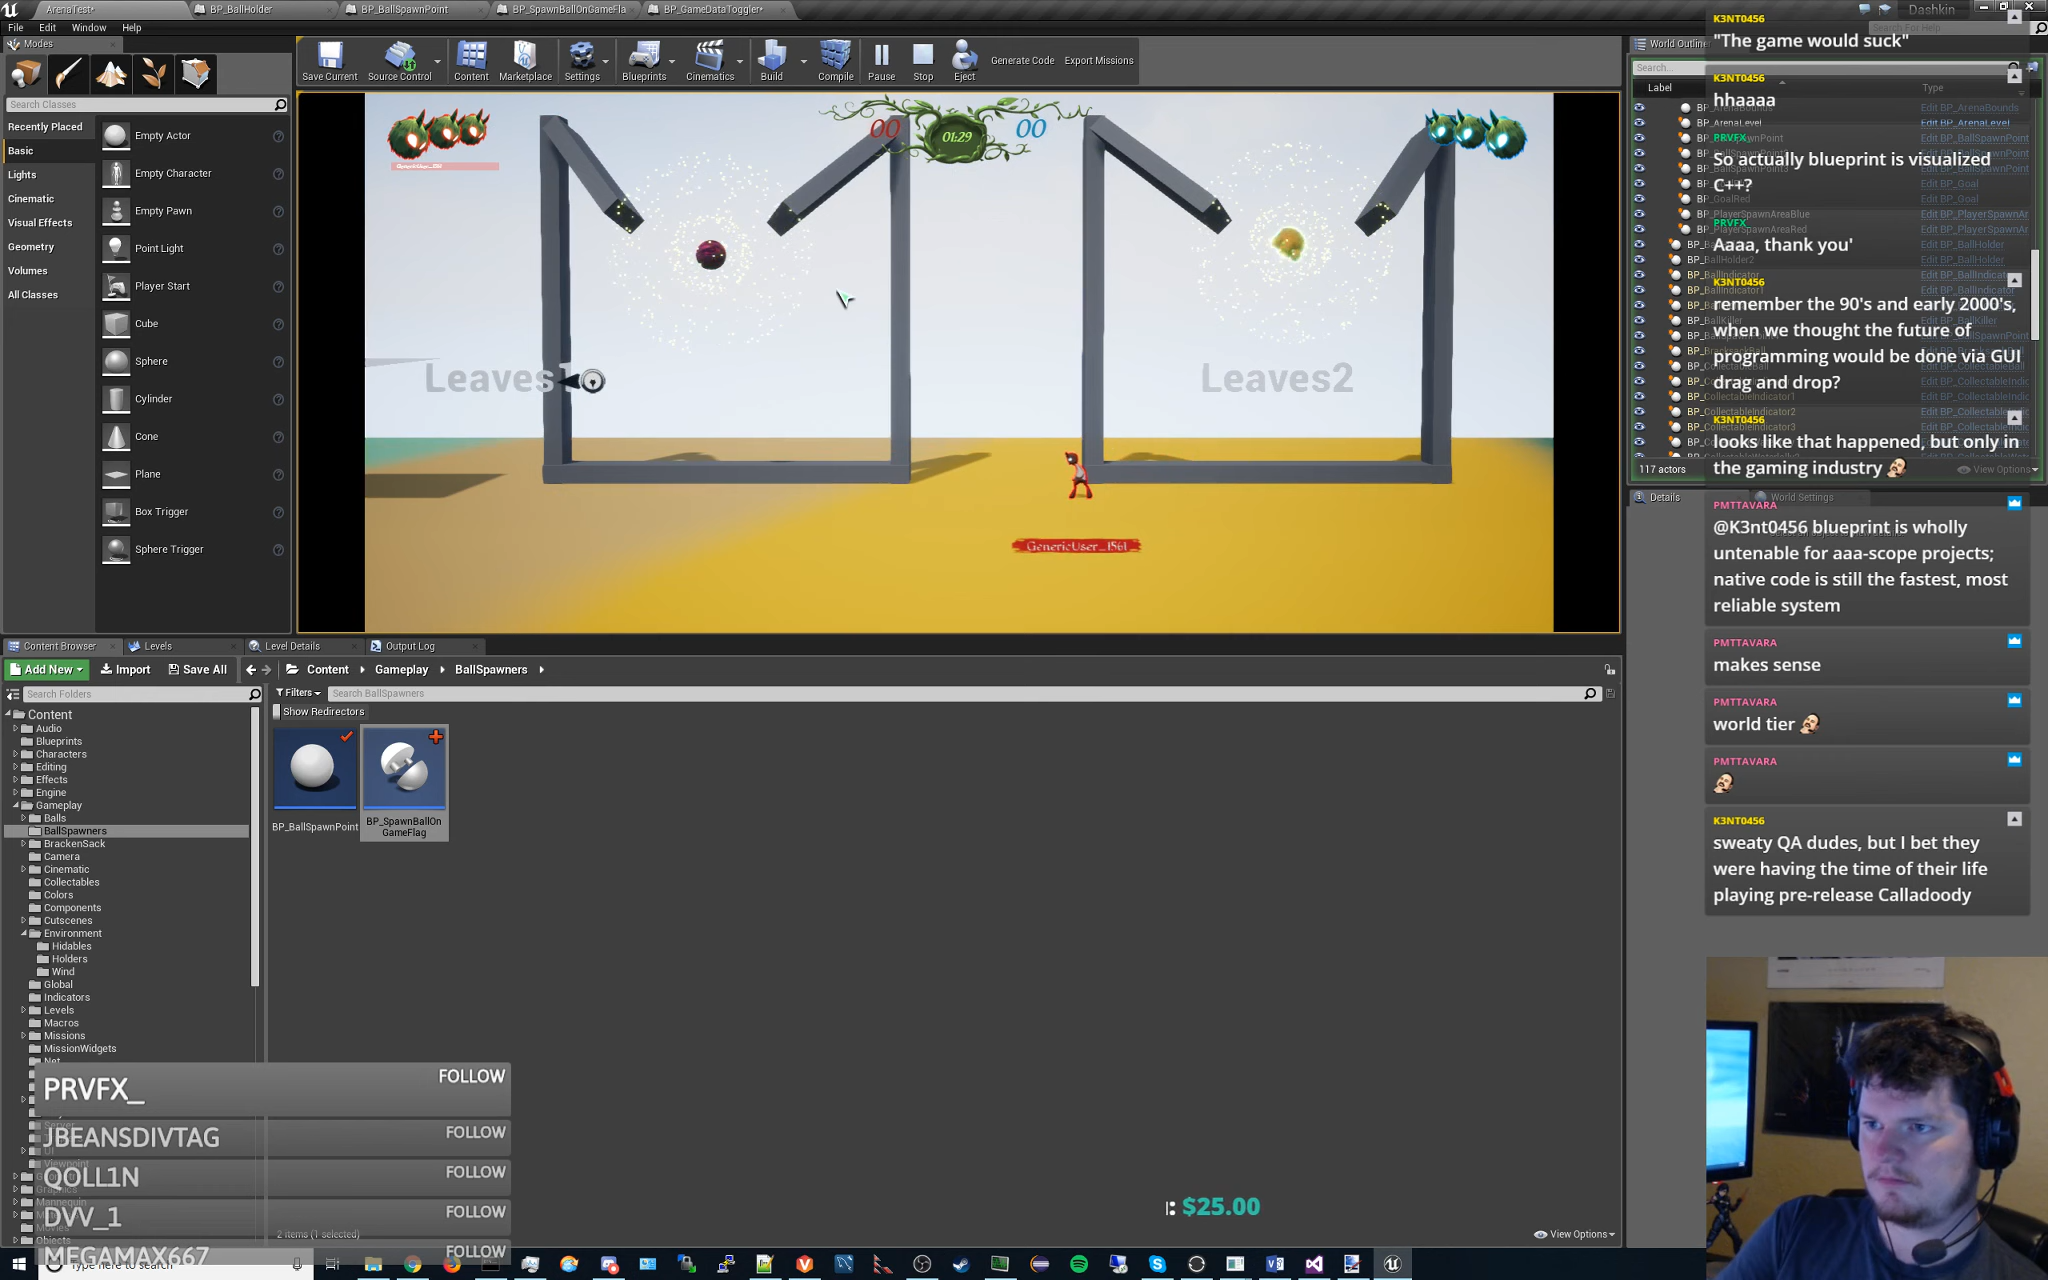 ArenaTest*
BP_BallHolder
BP_BallSpawnPoint
BP_SpawnBallOnGameFla
BP_GameDataToggler*
Dashkin
File
Edit
Window
Help
Search For Help
Modes
Search Classes
Recently Placed
Basic
Lights
Cinematic
Visual Effects
Geometry
Volumes
All Classes
Empty Actor
Empty Character
Empty Pawn
Point Light
Player Start
Cube
Sphere
Cylinder
Cone
Plane
Box Trigger
Sphere Trigger
Save Current
Source Control
Content
Marketplace
Settings
Blueprints
Cinematics
Build
Compile
Pause
Stop
Eject
Generate Code
Export Missions
00
01:29
00
Leaves
Leaves2
GenericUser_1561
World Outliner
Search...
Label
Type
BP_ArenaLevel
Edit BP_ArenaLevel
117 actors
View Options
Details
World Settings
K3NT0456
"The game would suck"
K3NT0456
hhaaaa
PRVFX_
So actually blueprint is visualized
C++?
PRVFX_
Aaaa, thank you'
K3NT0456
remember the 90's and early 2000's,
when we thought the future of
programming would be done via GUI
drag and drop?
K3NT0456
looks like that happened, but only in
the gaming industry
PMTTAVARA
@K3nt0456 blueprint is wholly
untenable for aaa-scope projects;
native code is still the fastest, most
reliable system
PMTTAVARA
makes sense
PMTTAVARA
world tier
PMTTAVARA
K3NT0456
sweaty QA dudes, but I bet they
were having the time of their life
playing pre-release Calladoody
Content Browser
Levels
Level Details
Output Log
Add New
Import
Save All
Content
Gameplay
BallSpawners
Search Folders
Filters
Search BallSpawners
Show Redirectors
Content
Audio
Blueprints
Characters
Editing
Effects
Engine
Gameplay
Balls
BallSpawners
BrackenSack
Camera
Cinematic
Collectables
Colors
Components
Cutscenes
Environment
Hidables
Holders
Wind
Global
Indicators
Levels
Macros
Missions
MissionWidgets
BP_BallSpawnPoint
BP_SpawnBallOn
GameFlag
PRVFX_
FOLLOW
JBEANSDIVTAG
FOLLOW
QOLL1N
FOLLOW
DVV_1
FOLLOW
MEGAMAX667
FOLLOW
2 items (1 selected)
$25.00
View Options
Type here to search